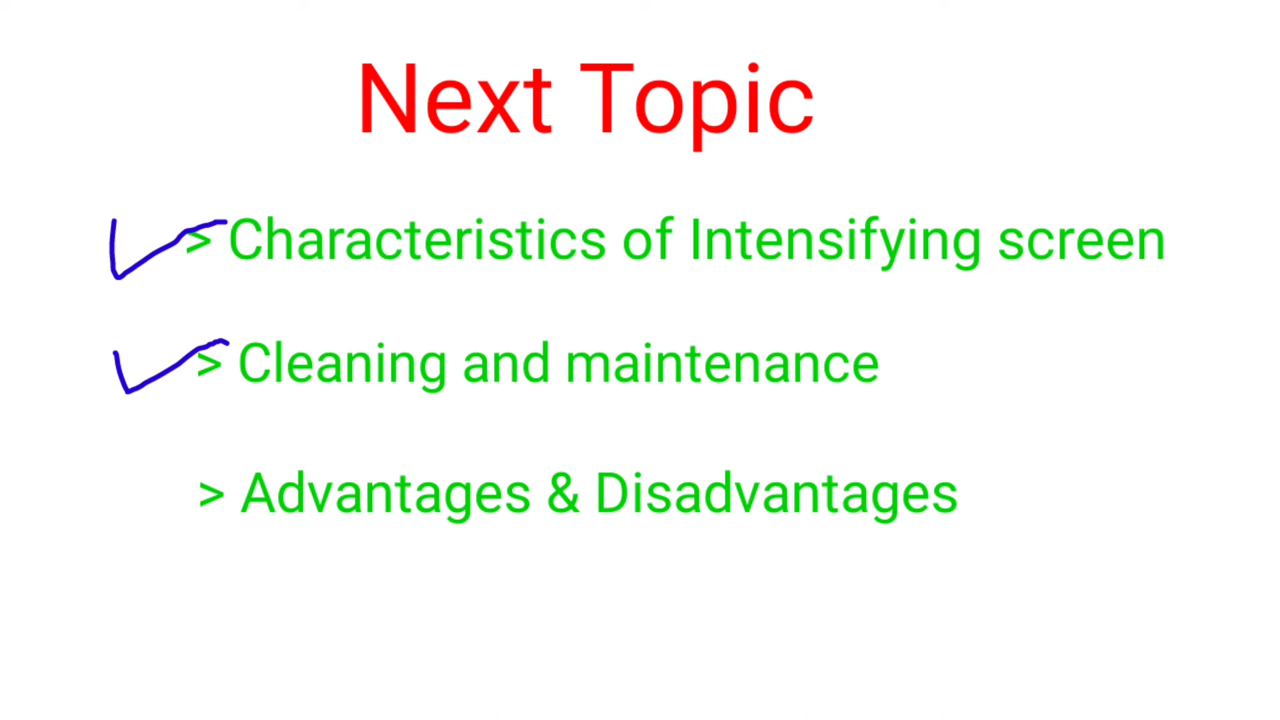 Next Topic
> Characteristics of Intensifying screen
> Cleaning and maintenance
> Advantages & Disadvantages